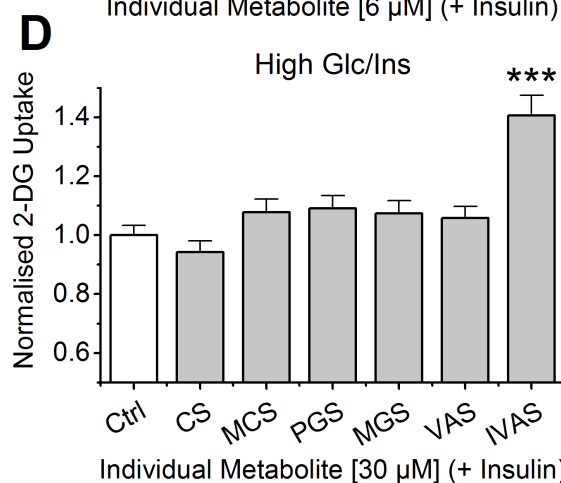 Individual Metabolite [6 µM] (+ Insulin)
D
High Glc/Ins
***
Normalised 2-DG Uptake
1.4
1.2
1.0
0.8
0.6
Ctrl CS MCS PGS MGS VAS IVAS
Individual Metabolite [30 µM] (+ Insulin)